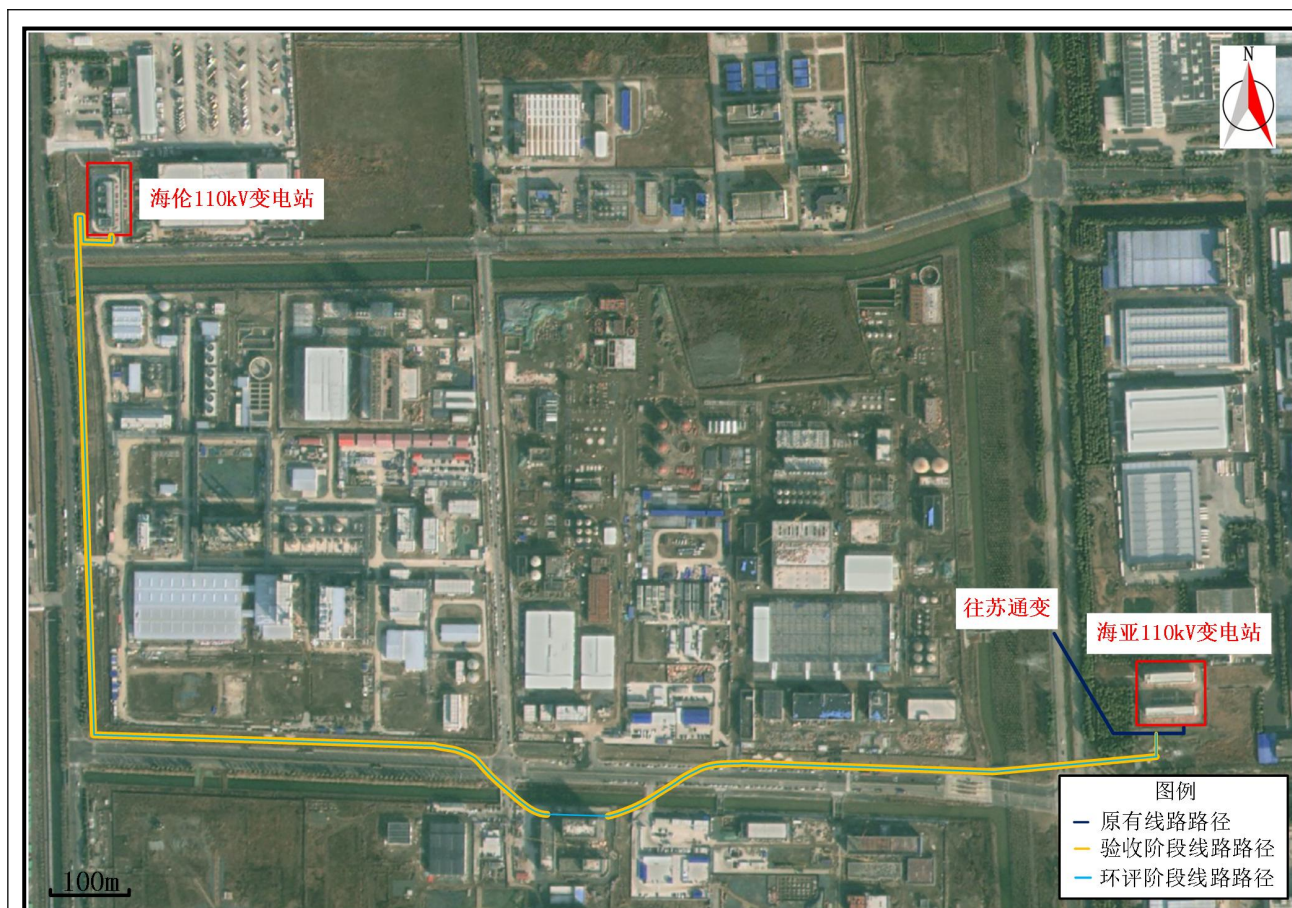 N
海伦110kV变电站
往苏通变
海亚110kV变电站
图例
原有线路路径
验收阶段线路路径
环评阶段线路路径
100m